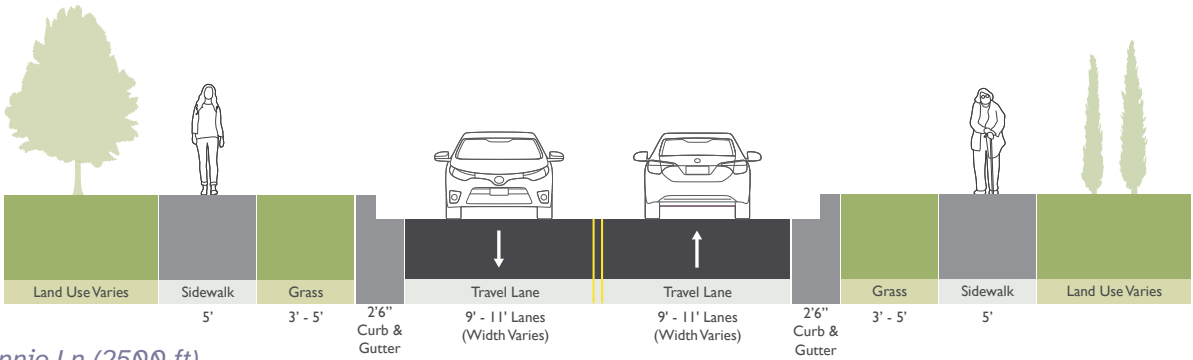 Land Use Varies
Sidewalk
Grass
Travel Lane
Travel Lane
Grass
Sidewalk
Land Use Varies
5'
3' - 5'
2'6"
Curb &
Gutter
9' - 11' Lanes
(Width Varies)
9' - 11' Lanes
(Width Varies)
2'6"
Curb &
Gutter
3' - 5'
5'
Ln (2500 ft)